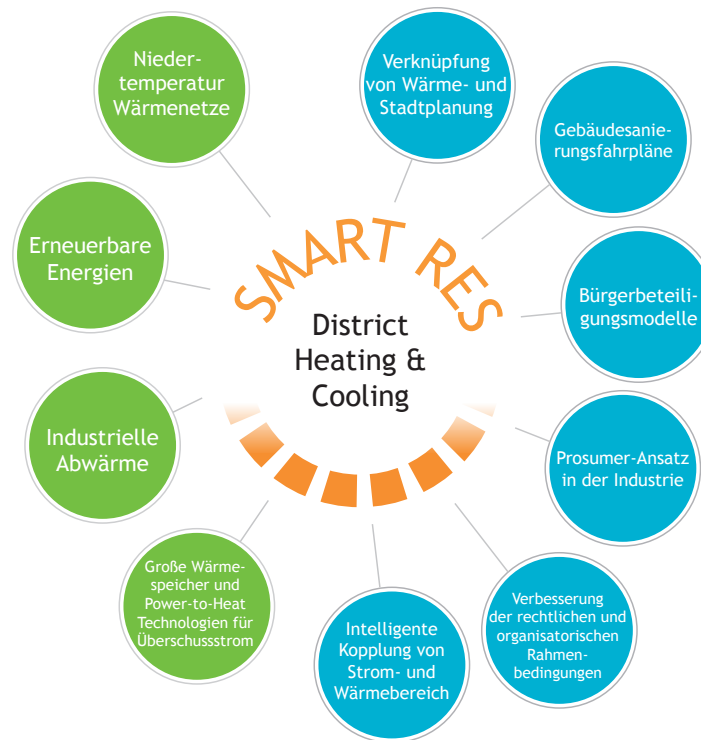 Nieder-
temperatur
Wärmenetze
Verknüpfung
von Wärme- und
Stadtplanung
Gebäudesanie-
rungsfahrpläne
Erneuerbare
Energien
SMART RES
District
Heating &
Cooling
Bürgerbeteili-
gungsmodelle
Industrielle
Abwärme
Prosumer-Ansatz
in der Industrie
Große Wärme-
speicher und
Power-to-Heat
Technologien für
Überschussstrom
Intelligente
Kopplung von
Strom- und
Wärmebereich
Verbesserung
der rechtlichen und
organisatorischen
Rahmen-
bedingungen